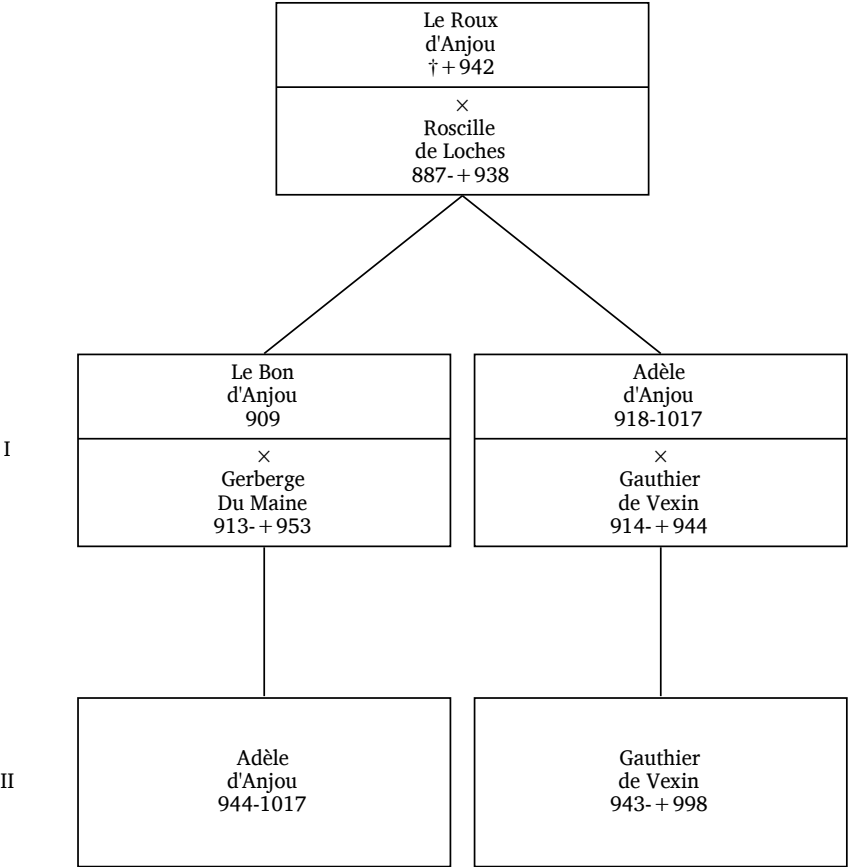 Le Roux
d'Anjou
†+942
×
Roscille
de Loches
887-+938
I
Le Bon
d'Anjou
909
×
Gerberge
Du Maine
913-+953
Adèle
d'Anjou
918-1017
×
Gauthier
de Vexin
914-+944
II
Adèle
d'Anjou
944-1017
Gauthier
de Vexin
943-+998